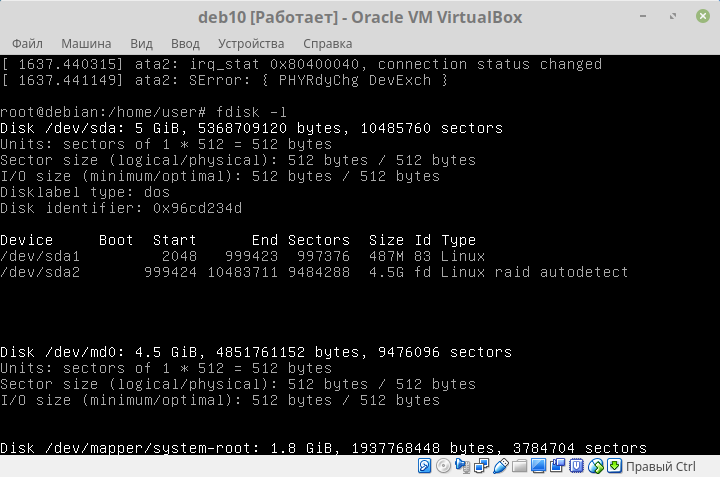 deb10 [Работает] - Oracle VM VirtualBox
Файл Машина Вид Ввод Устройства Справка
[ 1637.440315] ata2: irq_stat 0x80400040, connection status changed
[ 1637.441149] ata2: SError: { PHYRdyChg DevExch }
root@debian:/home/user# fdisk -l
Disk /dev/sda: 5 GiB, 5368709120 bytes, 10485760 sectors
Units: sectors of 1 * 512 = 512 bytes
Sector size (logical/physical): 512 bytes / 512 bytes
I/O size (minimum/optimal): 512 bytes / 512 bytes
Disklabel type: dos
Disk identifier: 0x96cd234d
Device Boot Start End Sectors Size Id Type
/dev/sda1 2048 999423 997376 487M 83 Linux
/dev/sda2 999424 10483711 9484288 4.5G fd Linux raid autodetect
Disk /dev/md0: 4.5 GiB, 4851761152 bytes, 9476096 sectors
Units: sectors of 1 * 512 = 512 bytes
Sector size (logical/physical): 512 bytes / 512 bytes
I/O size (minimum/optimal): 512 bytes / 512 bytes
Disk /dev/mapper/system-root: 1.8 GiB, 1937768448 bytes, 3784704 sectors
Правый Ctrl